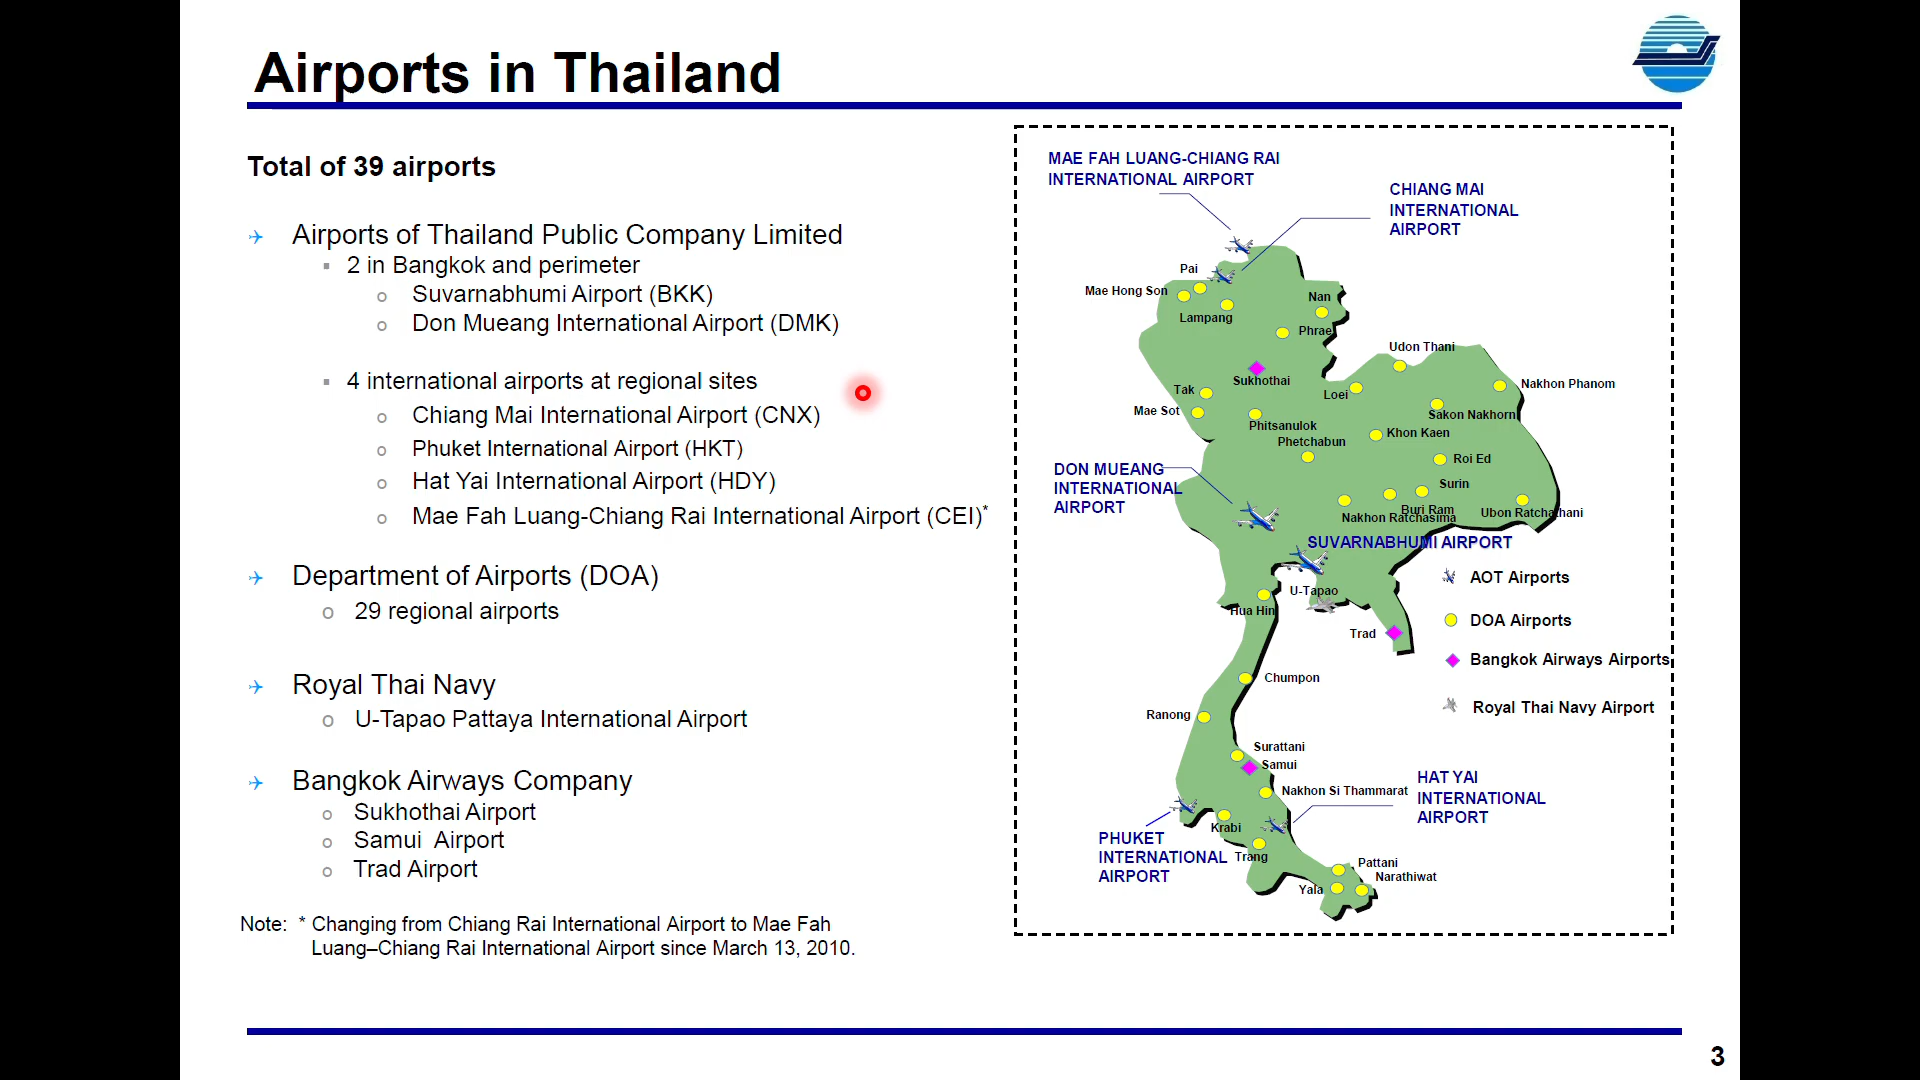 Airports in Thailand
Total of 39 airports
Airports of Thailand Public Company Limited
2 in Bangkok and perimeter
Suvarnabhumi Airport (BKK)
Don Mueang International Airport (DMK)
4 international airports at regional sites
Chiang Mai International Airport (CNX)
Phuket International Airport (HKT)
Hat Yai International Airport (HDY)
Mae Fah Luang-Chiang Rai International Airport (CEI)*
Department of Airports (DOA)
29 regional airports
Royal Thai Navy
U-Tapao Pattaya International Airport
Bangkok Airways Company
Sukhothai Airport
Samui Airport
Trad Airport
Note: * Changing from Chiang Rai International Airport to Mae Fah
Luang–Chiang Rai International Airport since March 13, 2010.
MAE FAH LUANG-CHIANG RAI
INTERNATIONAL AIRPORT
CHIANG MAI
INTERNATIONAL
AIRPORT
Pai
Mae Hong Son
Lampang
Nan
Phrae
Udon Thani
Sukhothai
Tak
Loei
Nakhon Phanom
Mae Sot
Sakon Nakhorn
Phitsanulok
Khon Kaen
Phetchabun
Roi Ed
DON MUEANG
INTERNATIONAL
AIRPORT
Surin
Buri Ram
Nakhon Ratchasima
Ubon Ratchathani
SUVARNABHUMI AIRPORT
U-Tapao
Hua Hin
Trad
AOT Airports
DOA Airports
Bangkok Airways Airports
Royal Thai Navy Airport
Chumpon
Ranong
Surattani
Samui
Nakhon Si Thammarat
HAT YAI
INTERNATIONAL
AIRPORT
Krabi
PHUKET
INTERNATIONAL
AIRPORT
Trang
Pattani
Narathiwat
Yala
3